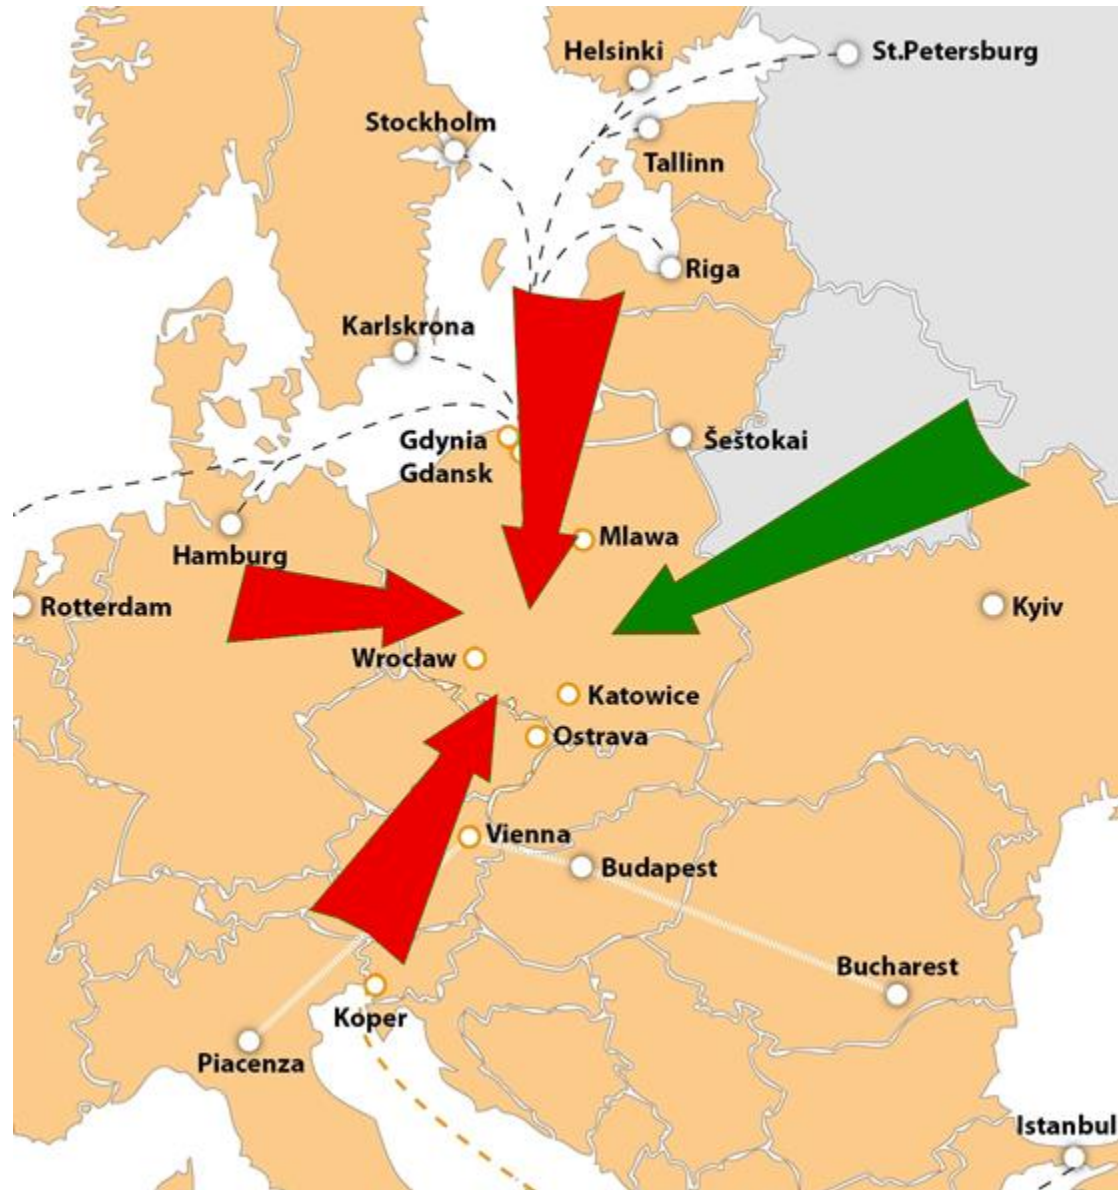 Helsinki
St.Petersburg
Stockholm
Tallinn
Riga
Karlskrona
Gdynia
Šeštokai
Gdansk
Mlawa
Hamburg
Rotterdam
Kyiv
Wrocław
Katowice
Ostrava
Vienna
Budapest
Bucharest
Koper
Piacenza
Istanbul